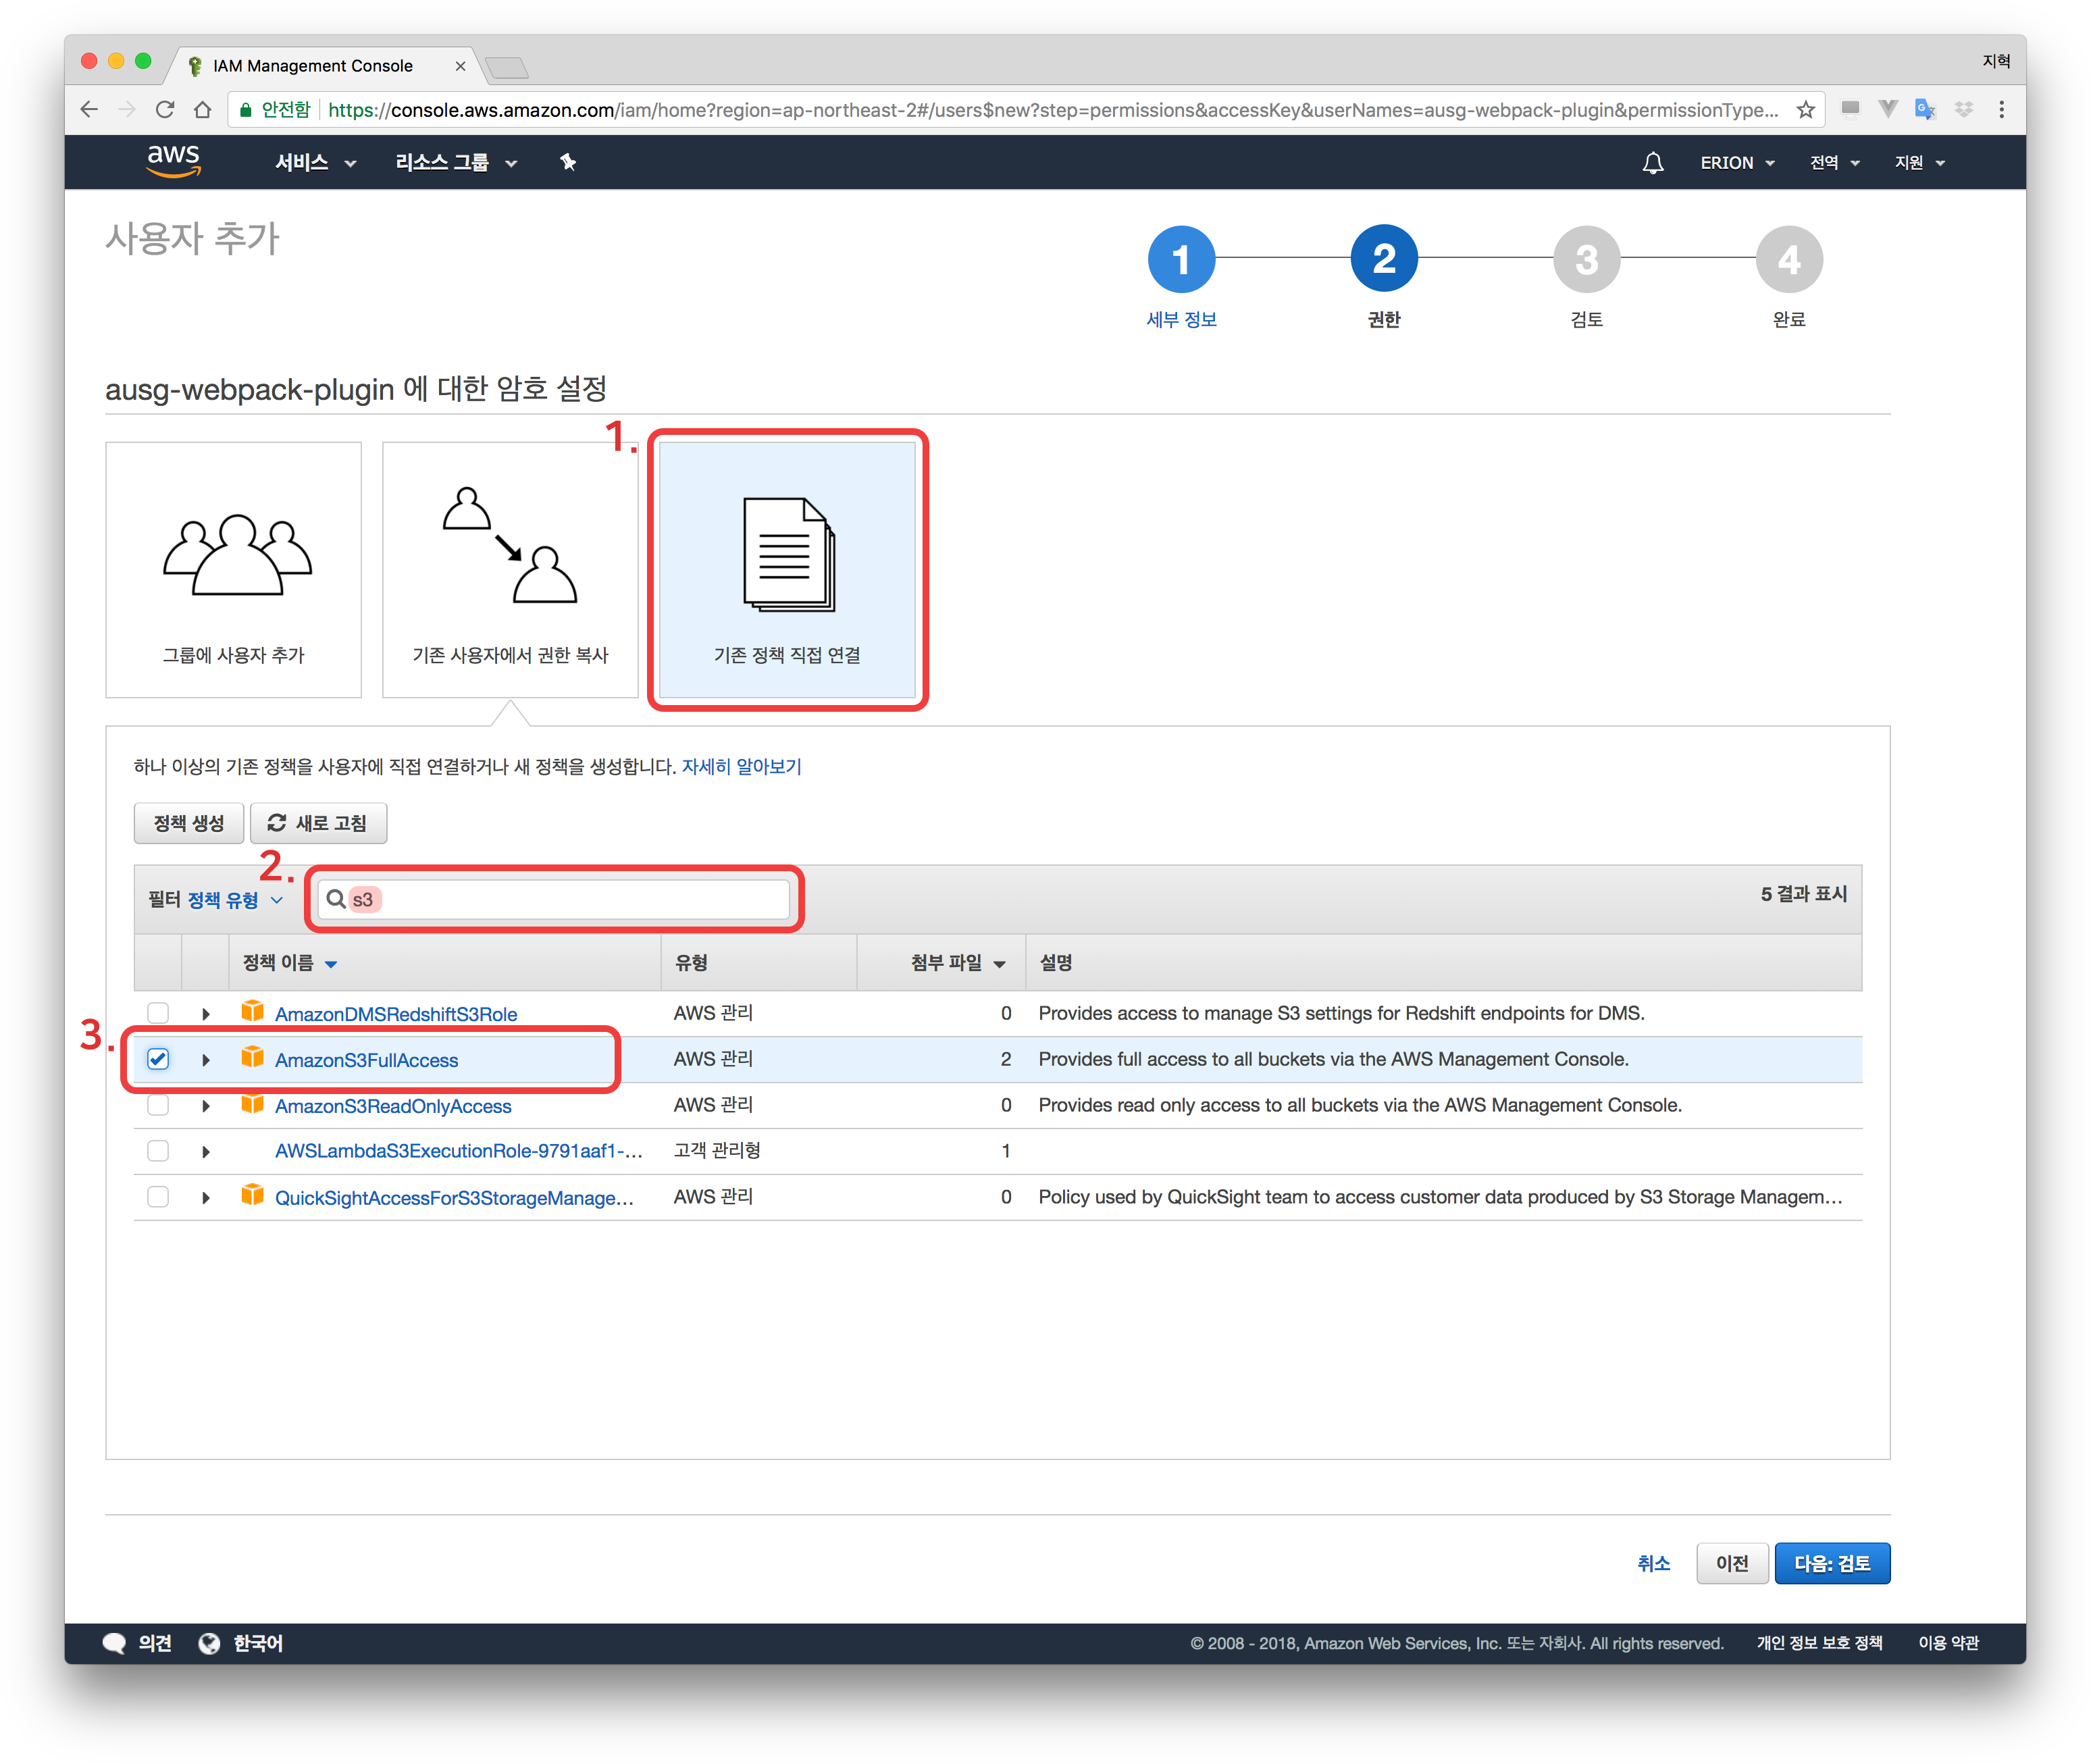 IAM Management Console
지혁
안전함 https://console.aws.amazon.com/iam/home?region=ap-northeast-2#/users$new?step=permissions&accessKey&userNames=ausg-webpack-plugin&permissionType...
aws 서비스 리소스 그룹 ERION 전역 지원
사용자 추가
1 2 3 4
세부 정보 권한 검토 완료
ausg-webpack-plugin 에 대한 암호 설정
1.
그룹에 사용자 추가 기존 사용자에서 권한 복사 기존 정책 직접 연결
하나 이상의 기존 정책을 사용자에 직접 연결하거나 새 정책을 생성합니다. 자세히 알아보기
정책 생성 새로 고침
2.
필터 정책 유형 s3 5 결과 표시
정책 이름 유형 첨부 파일 설명
AmazonDMSRedshiftS3Role AWS 관리 0 Provides access to manage S3 settings for Redshift endpoints for DMS.
3.
AmazonS3FullAccess AWS 관리 2 Provides full access to all buckets via the AWS Management Console.
AmazonS3ReadOnlyAccess AWS 관리 0 Provides read only access to all buckets via the AWS Management Console.
AWSLambdaS3ExecutionRole-9791aaf1-... 고객 관리형 1
QuickSightAccessForS3StorageManage... AWS 관리 0 Policy used by QuickSight team to access customer data produced by S3 Storage Managem...
취소 이전 다음: 검토
의견 한국어 © 2008 - 2018, Amazon Web Services, Inc. 또는 자회사. All rights reserved. 개인 정보 보호 정책 이용 약관